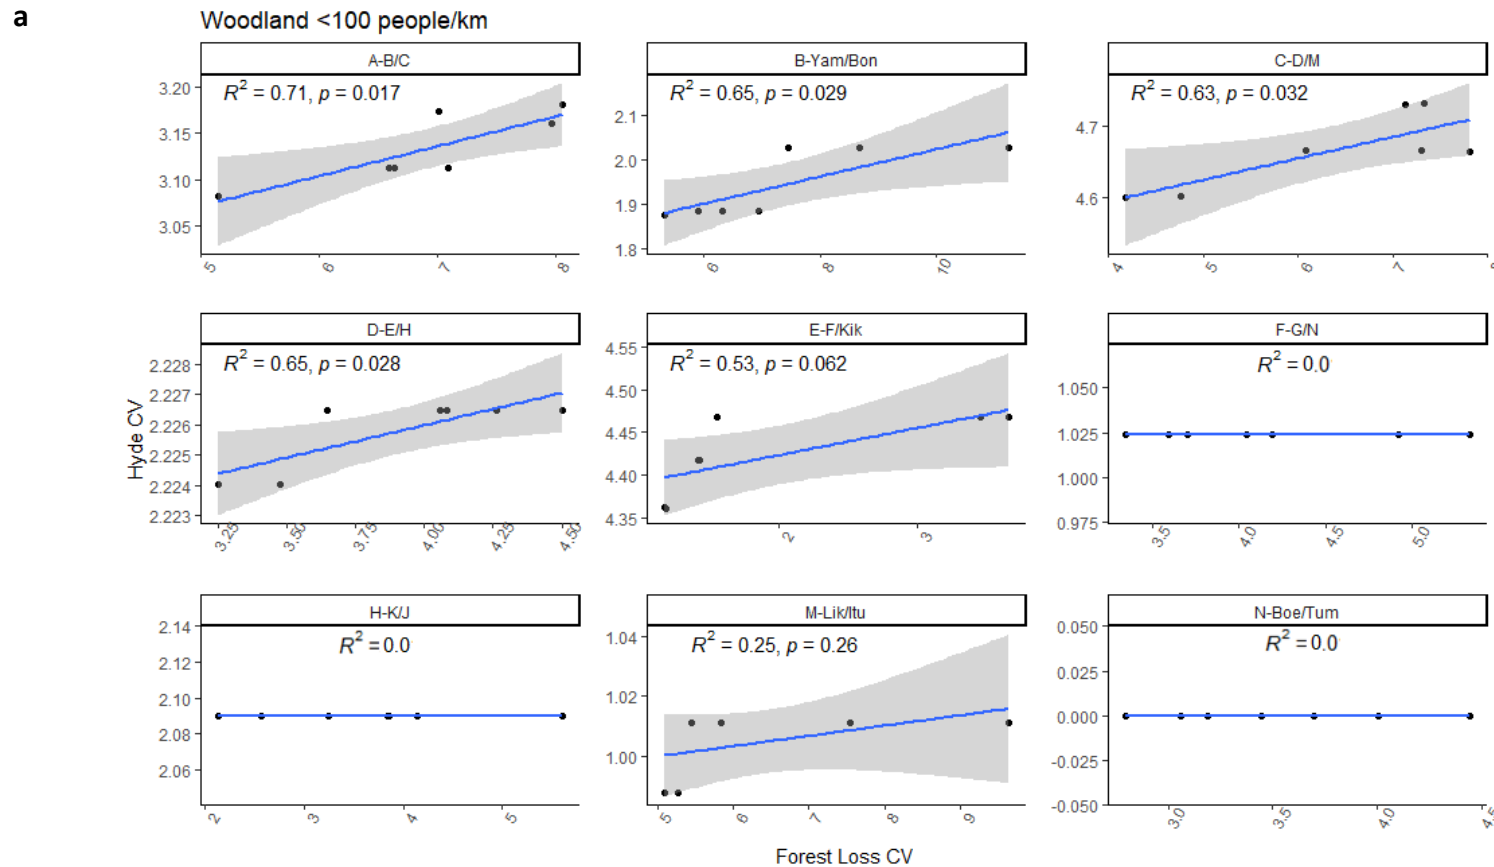 a
Woodland <100 people/km
A-B/C
B-Yam/Bon
C-D/M
R² = 0.71, p = 0.017
R² = 0.65, p = 0.029
R² = 0.63, p = 0.032
3.20
3.15
3.10
3.05
2.1
2.0
1.9
1.8
4.7
4.6
5 6 7 8
6 8 10
4 5 6 7
D-E/H
E-F/Kik
F-G/N
R² = 0.65, p = 0.028
R² = 0.53, p = 0.062
R² = 0.0
Hyde CV
2.228
2.227
2.226
2.225
2.224
2.223
4.55
4.50
4.45
4.40
4.35
1.050
1.025
1.000
0.975
3.25 3.50 3.75 4.00 4.25 4.50
2 3
3.5 4.0 4.5 5.0
H-K/J
M-Lik/Itu
N-Boe/Tum
R² =0.0
R² = 0.25, p = 0.26
R² = 0.0
2.14
2.12
2.10
2.08
2.06
1.04
1.02
1.00
0.050
0.025
0.000
-0.025
-0.050
2 3 4 5
5 6 7 8 9
3.0 3.5 4.0 4.5
Forest Loss CV